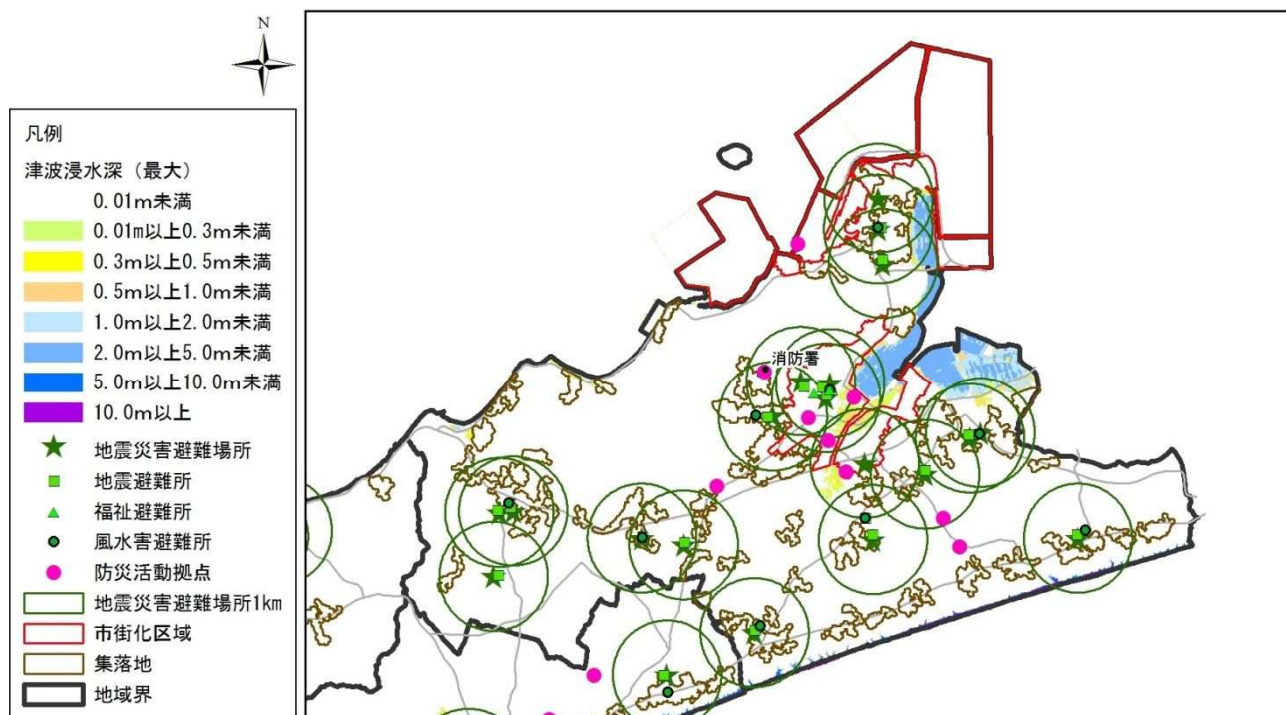 N
凡例
津波浸水深（最大）
0.01m未満
0.01m以上0.3m未満
0.3m以上0.5m未満
0.5m以上1.0m未満
1.0m以上2.0m未満
2.0m以上5.0m未満
5.0m以上10.0m未満
10.0m以上
地震災害避難場所
地震避難所
福祉避難所
風水害避難所
防災活動拠点
地震災害避難場所1km
市街化区域
集落地
地域界
消防署